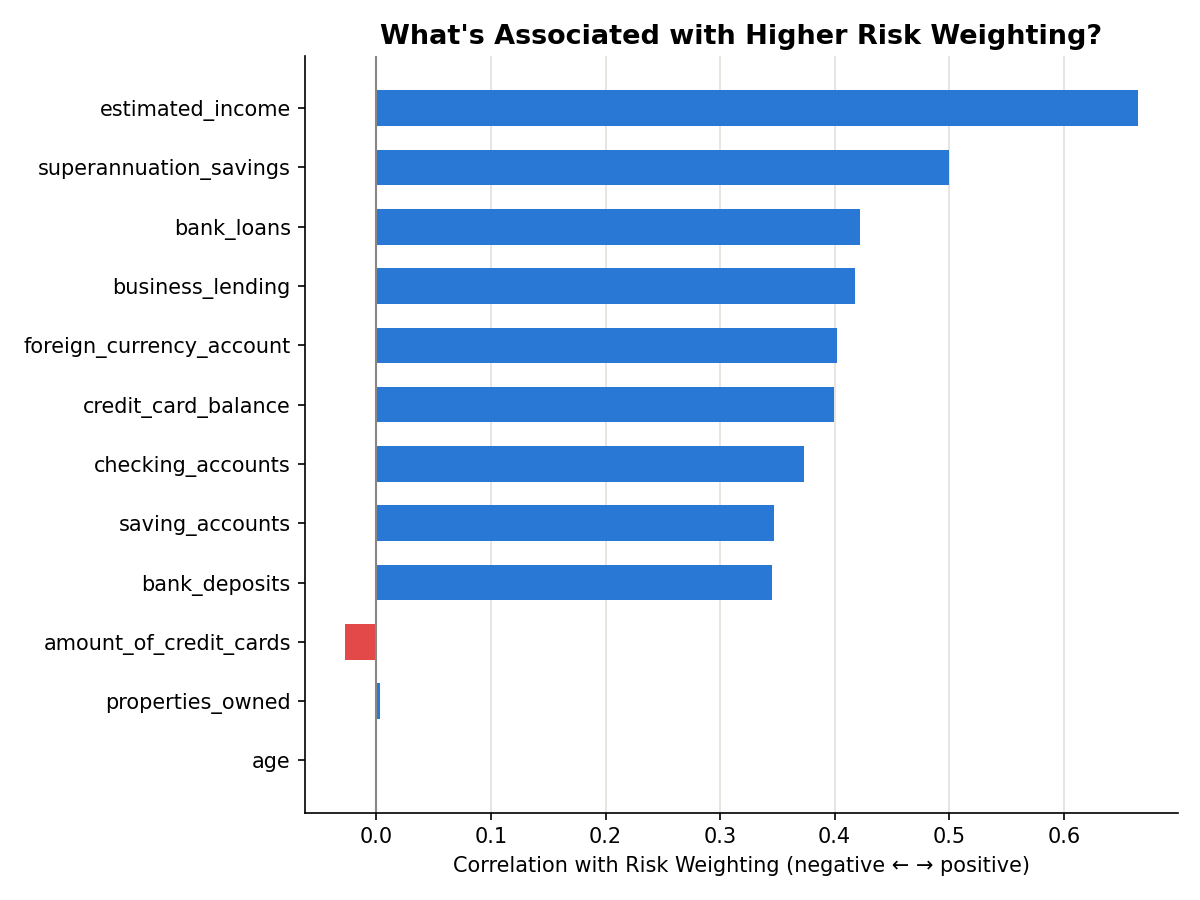 What's Associated with Higher Risk Weighting?
estimated_income
superannuation_savings
bank_loans
business_lending
foreign_currency_account
credit_card_balance
checking_accounts
saving_accounts
bank_deposits
amount_of_credit_cards
properties_owned
age
0.0 0.1 0.2 0.3 0.4 0.5 0.6
Correlation with Risk Weighting (negative ← → positive)